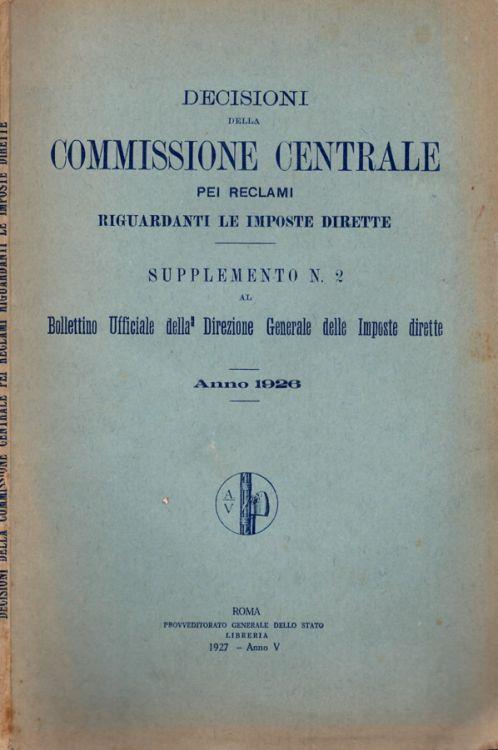 DECISIONI
DELLA
COMMISSIONE CENTRALE
PEI RECLAMI
RIGUARDANTI LE IMPOSTE DIRETTE
SUPPLEMENTO N. 2
AL
Bollettino Ufficiale della Direzione Generale delle Imposte dirette
Anno 1926
A
V
ROMA
PROVVEDITORATO GENERALE DELLO STATO
LIBRERIA
1927 – Anno V
DECISIONI DELLA COMMISSIONE CENTRALE PEI RECLAMI RIGUARDANTI LE IMPOSTE DIRETTE